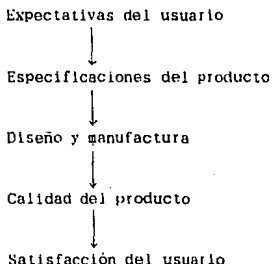 Expectativas del usuario
Especificaciones del producto
Diseño y manufactura
Calidad del producto
Satisfacción del usuario